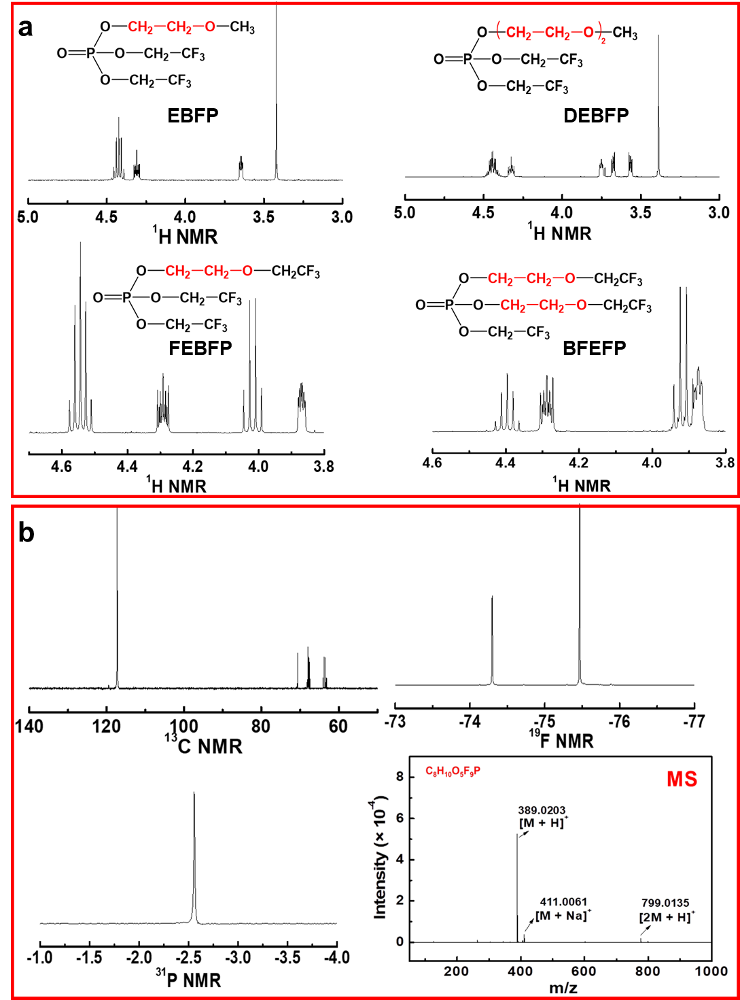 a
O—CH₂—CH₂—O—CH₃
O=P—O—CH₂—CF₃
O—CH₂—CF₃
EBFP
5.0 4.5 4.0 3.5 3.0
¹H NMR
O—(CH₂—CH₂—O)₂—CH₃
O=P—O—CH₂—CF₃
O—CH₂—CF₃
DEBFP
5.0 4.5 4.0 3.5 3.0
¹H NMR
O—CH₂—CH₂—O—CH₂CF₃
O=P—O—CH₂—CF₃
O—CH₂—CF₃
FEBFP
4.6 4.4 4.2 4.0 3.8
¹H NMR
O—CH₂—CH₂—O—CH₂CF₃
O=P—O—CH₂—CH₂—O—CH₂CF₃
O—CH₂—CF₃
BFEFP
4.6 4.4 4.2 4.0 3.8
¹H NMR
b
140 120 100 80 60
¹³C NMR
-73 -74 -75 -76 -77
¹⁹F NMR
-1.0 -1.5 -2.0 -2.5 -3.0 -3.5 -4.0
³¹P NMR
C₈H₁₀O₅F₉P
MS
389.0203
[M + H]⁺
411.0061
[M + Na]⁺
799.0135
[2M + H]⁺
8
6
4
2
0
Intensity (× 10⁻⁴)
200 400 600 800 1000
m/z